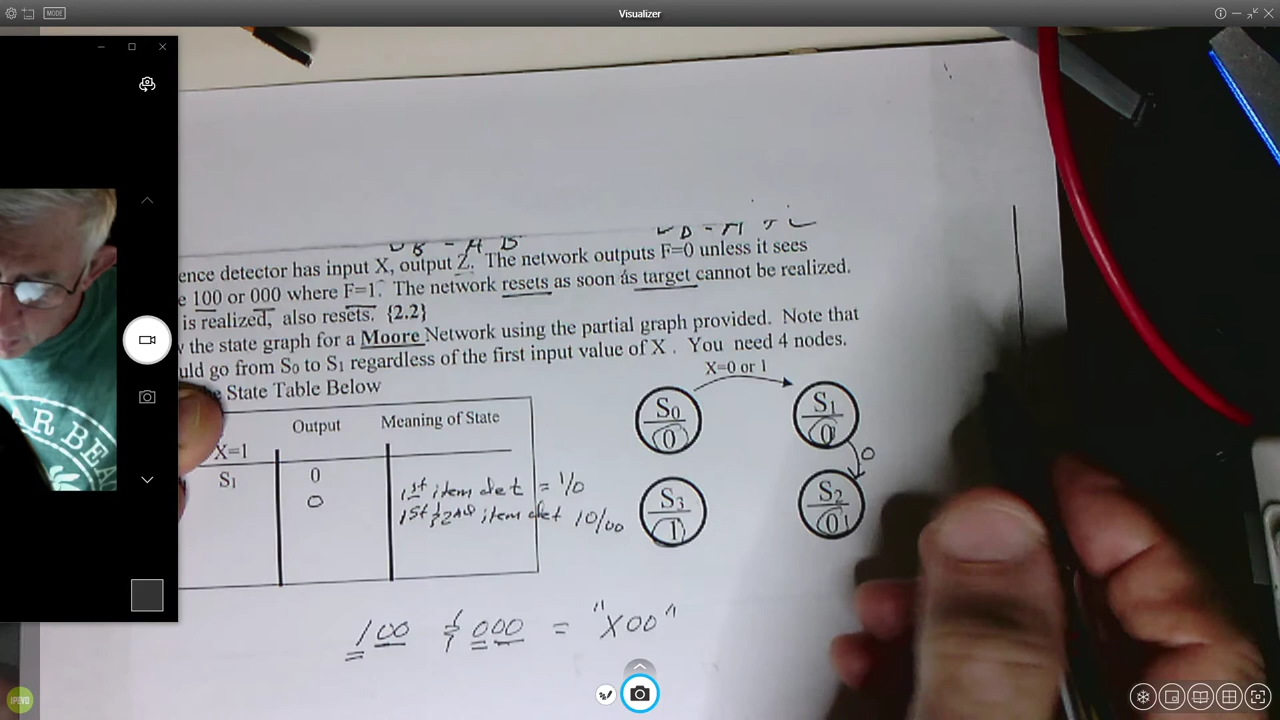 MODE
Visualizer
ence detector has input X, output Z. The network outputs F=0 unless it sees
e 100 or 000 where F=1. The network resets as soon as target cannot be realized.
is realized, also resets. {2.2}
the state graph for a Moore Network using the partial graph provided. Note that
uld go from S0 to S1 regardless of the first input value of X . You need 4 nodes.
the State Table Below
X=0 or 1
Output Meaning of State
X=1
S1 0
0
1st item det = 1/0
1st & 2nd item det 10/00
S0
0
S1
0
0
S3
1
S2
0
100 & 000 = "X00"
AR BEA
IPEVO